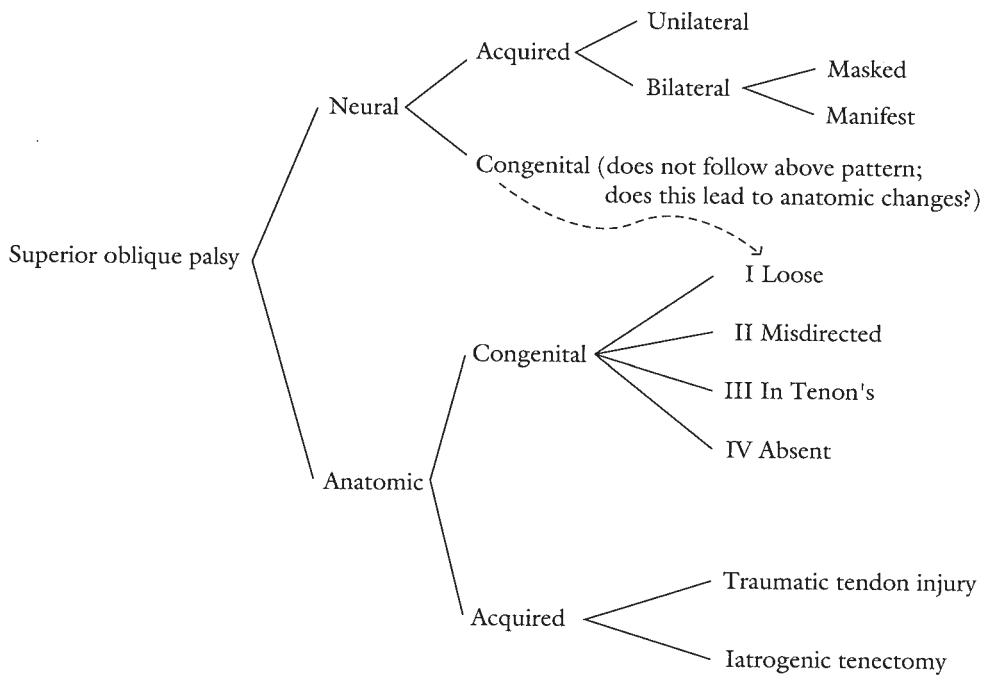 Unilateral
Acquired
Masked
Bilateral
Manifest
Neural
Congenital (does not follow above pattern;
does this lead to anatomic changes?)
Superior oblique palsy
I Loose
II Misdirected
Congenital
III In Tenon's
IV Absent
Anatomic
Traumatic tendon injury
Acquired
Iatrogenic tenectomy